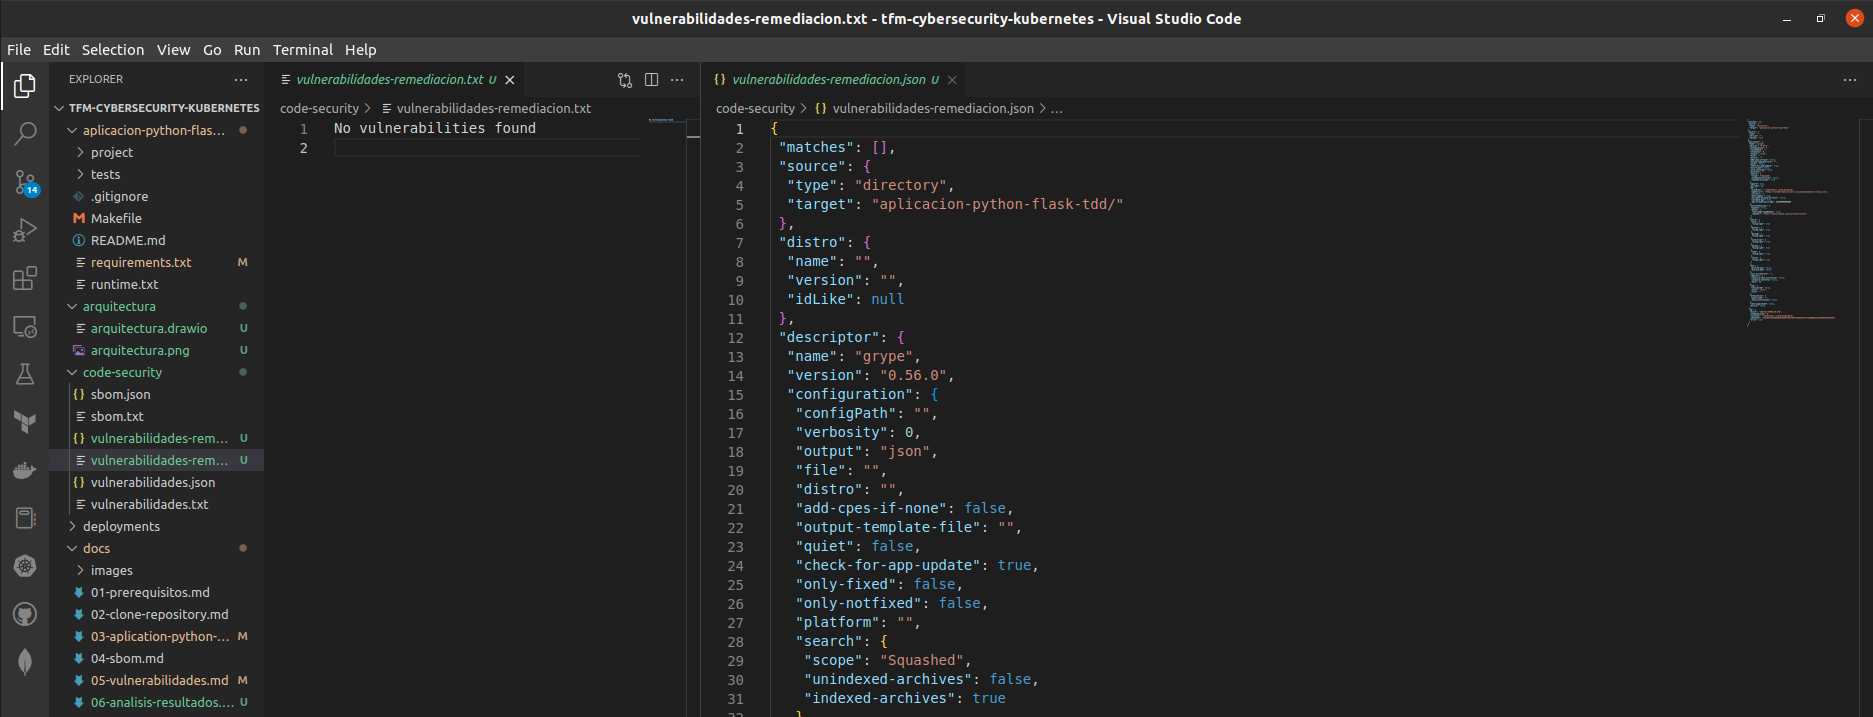 vulnerabilidades-remediacion.txt - tfm-cybersecurity-kubernetes - Visual Studio Code
File Edit Selection View Go Run Terminal Help
EXPLORER
TFM-CYBERSECURITY-KUBERNETES
aplicacion-python-flas...
project
tests
.gitignore
Makefile
README.md
requirements.txt M
runtime.txt
arquitectura
arquitectura.drawio U
arquitectura.png U
code-security
sbom.json
sbom.txt
vulnerabilidades-rem... U
vulnerabilidades-rem... U
vulnerabilidades.json
vulnerabilidades.txt
deployments
docs
images
01-prerequisitos.md
02-clone-repository.md
03-aplication-python-... M
04-sbom.md
05-vulnerabilidades.md M
06-analisis-resultados.... U
14
vulnerabilidades-remediacion.txt U
code-security > vulnerabilidades-remediacion.txt
1 No vulnerabilities found
2
vulnerabilidades-remediacion.json U
code-security > {} vulnerabilidades-remediacion.json > ...
1 {
2 "matches": [],
3 "source": {
4 "type": "directory",
5 "target": "aplicacion-python-flask-tdd/"
6 },
7 "distro": {
8 "name": "",
9 "version": "",
10 "idLike": null
11 },
12 "descriptor": {
13 "name": "grype",
14 "version": "0.56.0",
15 "configuration": {
16 "configPath": "",
17 "verbosity": 0,
18 "output": "json",
19 "file": "",
20 "distro": "",
21 "add-cpes-if-none": false,
22 "output-template-file": "",
23 "quiet": false,
24 "check-for-app-update": true,
25 "only-fixed": false,
26 "only-notfixed": false,
27 "platform": "",
28 "search": {
29 "scope": "Squashed",
30 "unindexed-archives": false,
31 "indexed-archives": true